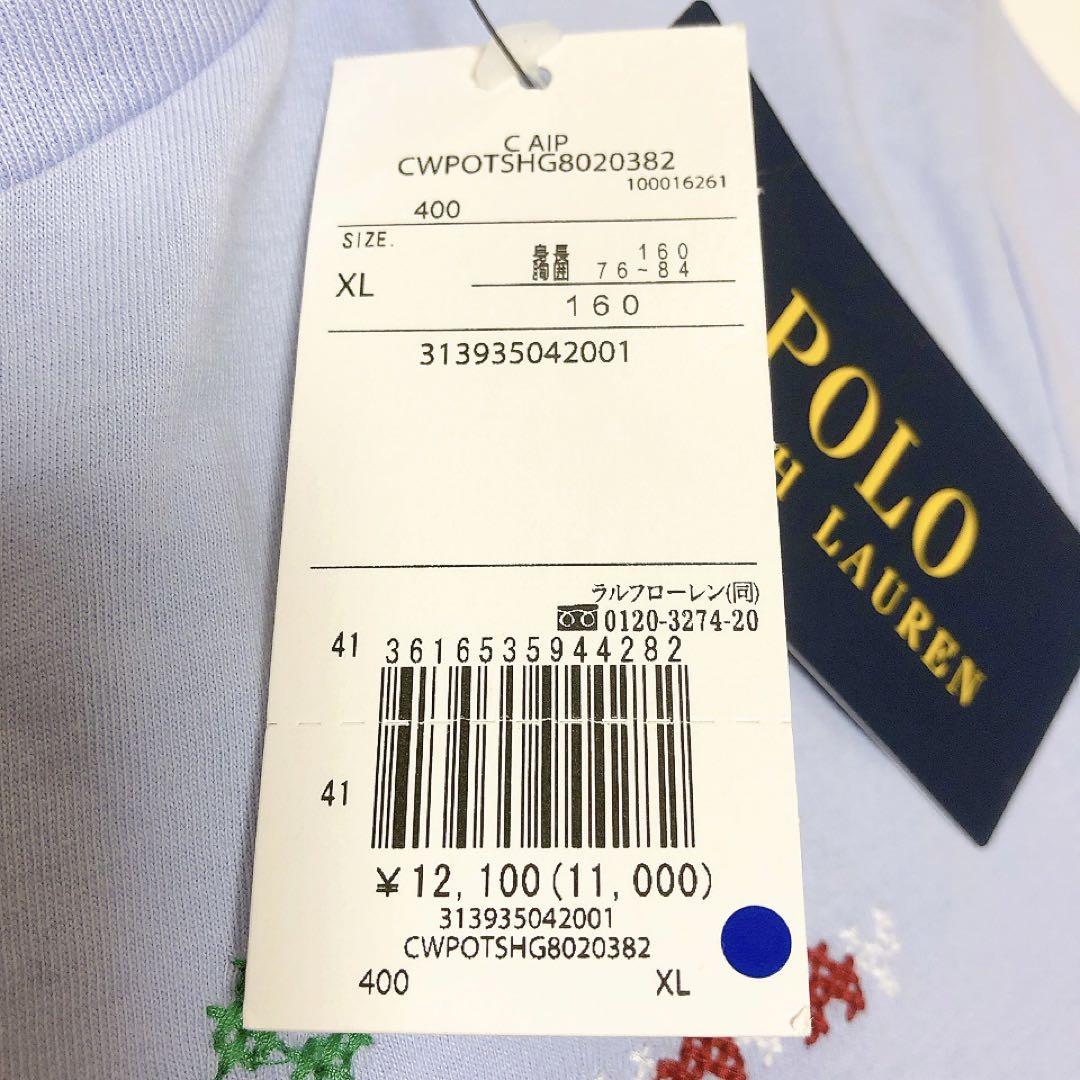 C AIP
CWPOTSHG8020382
100016261
400
SIZE.
XL
身長 160
胸囲 76~84
160
313935042001
ラルフローレン(同)
0120-3274-20
41 3616535944282
41
¥12,100(11,000)
313935042001
CWPOTSHG8020382
400 XL
POLO
H LAUREN